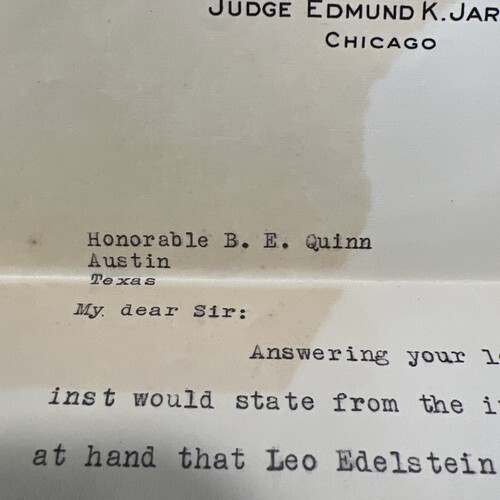 JUDGE EDMUND K. JAR
CHICAGO
Honorable B. E. Quinn
Austin
Texas
My dear Sir:
Answering your l
inst would state from the i
at hand that Leo Edelstein